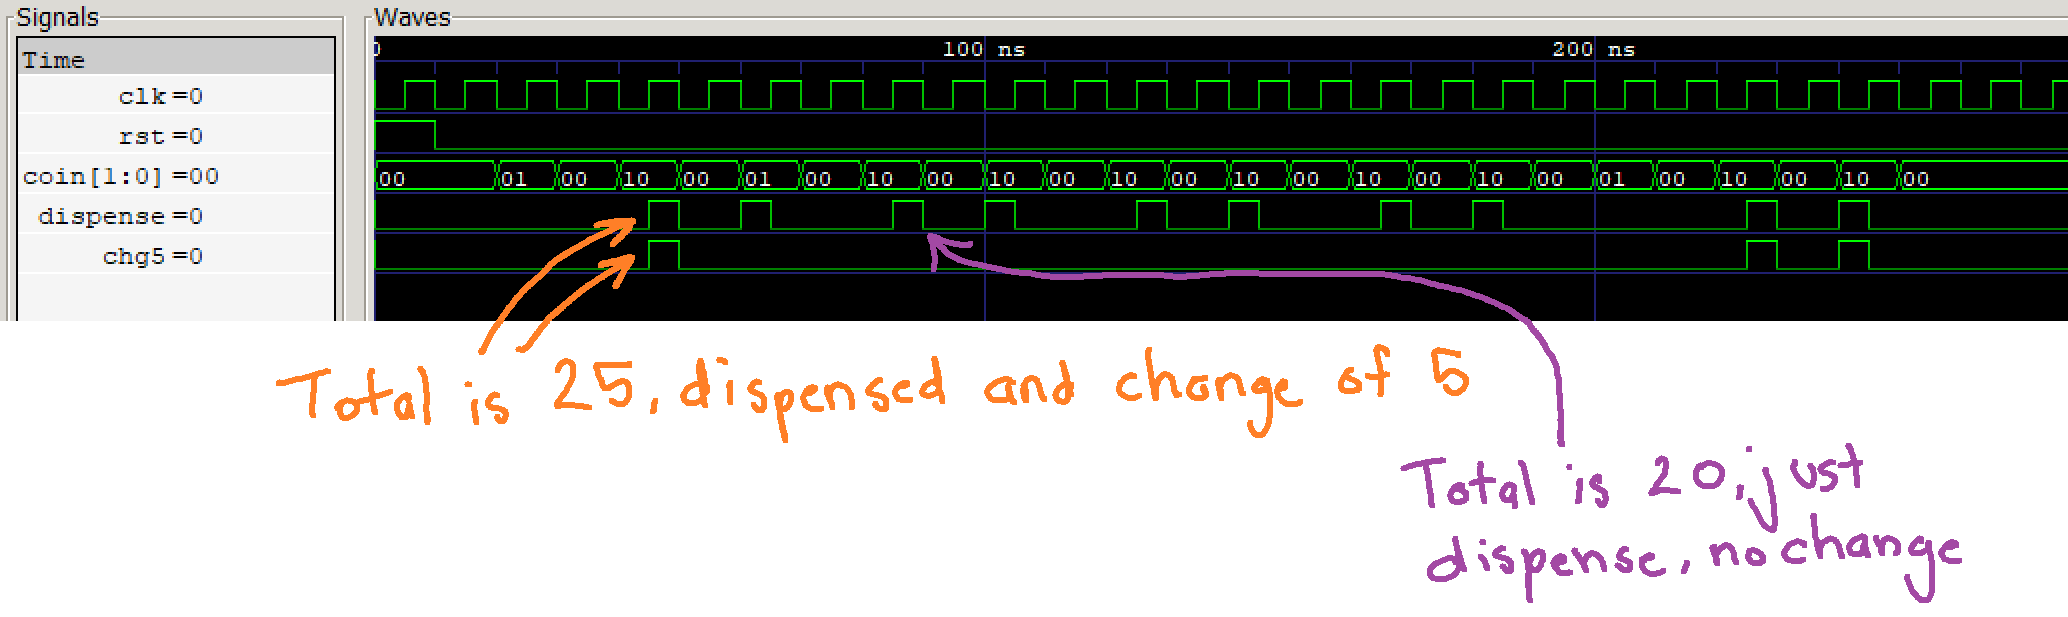 Signals
Waves
Time
0
100 ns
200 ns
clk =0
rst =0
coin[1:0] =00
00 01 00 10 00 01 00 10 00 10 00 10 00 10 00 10 00 10 00 01 00 10 00 10 00
dispense =0
chg5 =0
Total is 25, dispensed and change of 5
Total is 20, just
dispense, no change